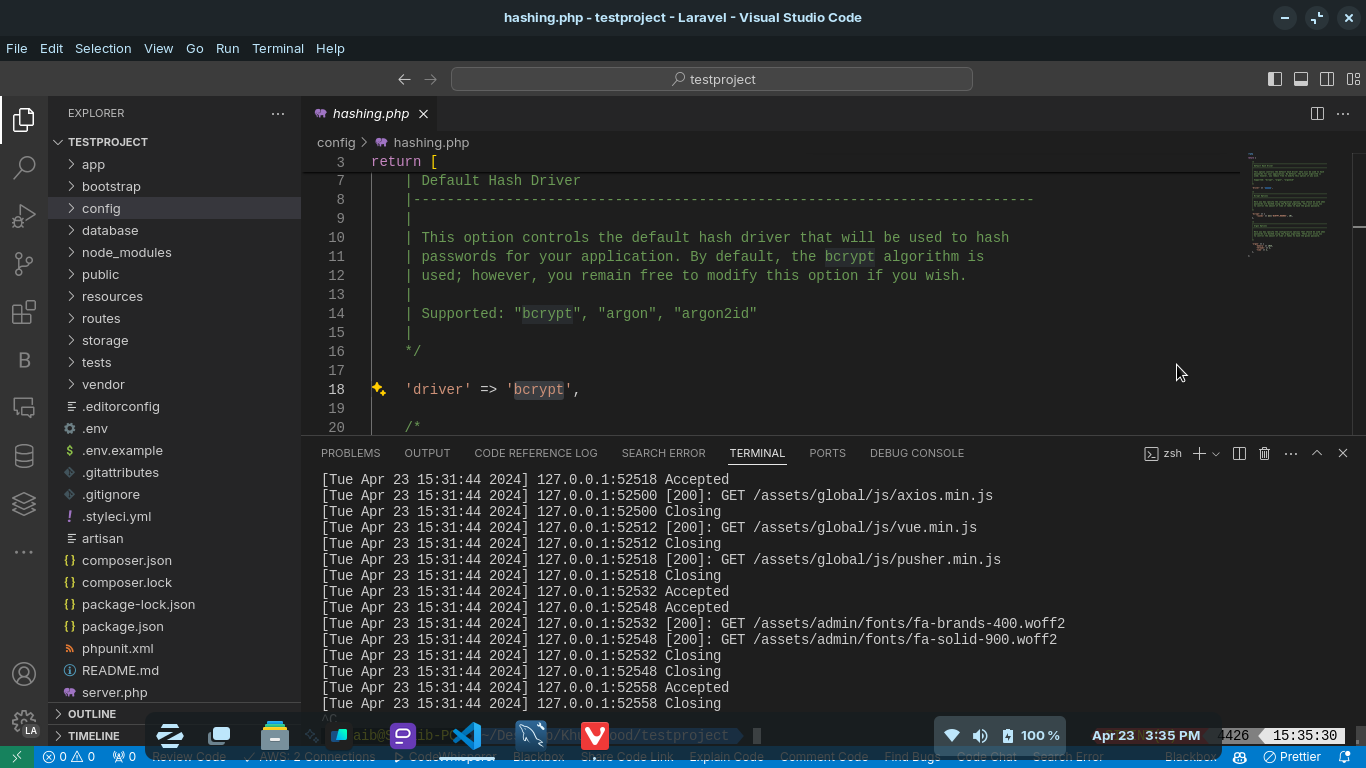 hashing.php - testproject - Laravel - Visual Studio Code
File Edit Selection View Go Run Terminal Help
testproject
EXPLORER
TESTPROJECT
app
bootstrap
config
database
node_modules
public
resources
routes
storage
tests
vendor
.editorconfig
.env
.env.example
.gitattributes
.gitignore
.styleci.yml
artisan
composer.json
composer.lock
package-lock.json
package.json
phpunit.xml
README.md
server.php
OUTLINE
TIMELINE
hashing.php
config > hashing.php
3 return [
7 | Default Hash Driver
8 |--------------------------------------------------------------------------
9 |
10 | This option controls the default hash driver that will be used to hash
11 | passwords for your application. By default, the bcrypt algorithm is
12 | used; however, you remain free to modify this option if you wish.
13 |
14 | Supported: "bcrypt", "argon", "argon2id"
15 |
16 */
17
18 'driver' => 'bcrypt',
19
20 /*
PROBLEMS OUTPUT CODE REFERENCE LOG SEARCH ERROR TERMINAL PORTS DEBUG CONSOLE zsh
[Tue Apr 23 15:31:44 2024] 127.0.0.1:52518 Accepted
[Tue Apr 23 15:31:44 2024] 127.0.0.1:52500 [200]: GET /assets/global/js/axios.min.js
[Tue Apr 23 15:31:44 2024] 127.0.0.1:52500 Closing
[Tue Apr 23 15:31:44 2024] 127.0.0.1:52512 [200]: GET /assets/global/js/vue.min.js
[Tue Apr 23 15:31:44 2024] 127.0.0.1:52512 Closing
[Tue Apr 23 15:31:44 2024] 127.0.0.1:52518 [200]: GET /assets/global/js/pusher.min.js
[Tue Apr 23 15:31:44 2024] 127.0.0.1:52518 Closing
[Tue Apr 23 15:31:44 2024] 127.0.0.1:52532 Accepted
[Tue Apr 23 15:31:44 2024] 127.0.0.1:52548 Accepted
[Tue Apr 23 15:31:44 2024] 127.0.0.1:52532 [200]: GET /assets/admin/fonts/fa-brands-400.woff2
[Tue Apr 23 15:31:44 2024] 127.0.0.1:52548 [200]: GET /assets/admin/fonts/fa-solid-900.woff2
[Tue Apr 23 15:31:44 2024] 127.0.0.1:52532 Closing
[Tue Apr 23 15:31:44 2024] 127.0.0.1:52548 Closing
[Tue Apr 23 15:31:44 2024] 127.0.0.1:52558 Accepted
[Tue Apr 23 15:31:44 2024] 127.0.0.1:52558 Closing
^C
/testproject 4426 15:35:30
100 % Apr 23 3:35 PM
LA
0 0 0 Review Code AWS: 2 Connections CodeWhisperer Blackbox Share Code Link Explain Code Comment Code Find Bugs Code Chat Search Error Blackbox Prettier